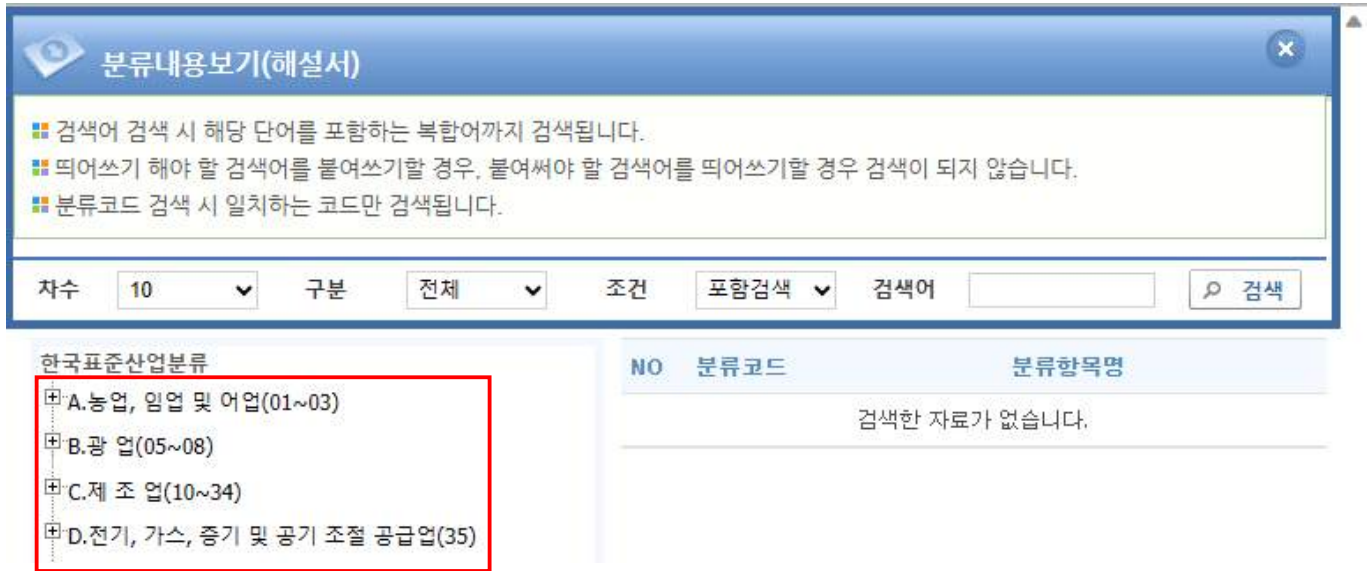 분류내용보기(해설서)
검색어 검색 시 해당 단어를 포함하는 복합어까지 검색됩니다.
띄어쓰기 해야 할 검색어를 붙여쓰기할 경우, 붙여써야 할 검색어를 띄어쓰기할 경우 검색이 되지 않습니다.
분류코드 검색 시 일치하는 코드만 검색됩니다.
차수 10 구분 전체 조건 포함검색 검색어 검색
한국표준산업분류
NO 분류코드 분류항목명
A.농업, 임업 및 어업(01~03)
검색한 자료가 없습니다.
B.광 업(05~08)
C.제 조 업(10~34)
D.전기, 가스, 증기 및 공기 조절 공급업(35)